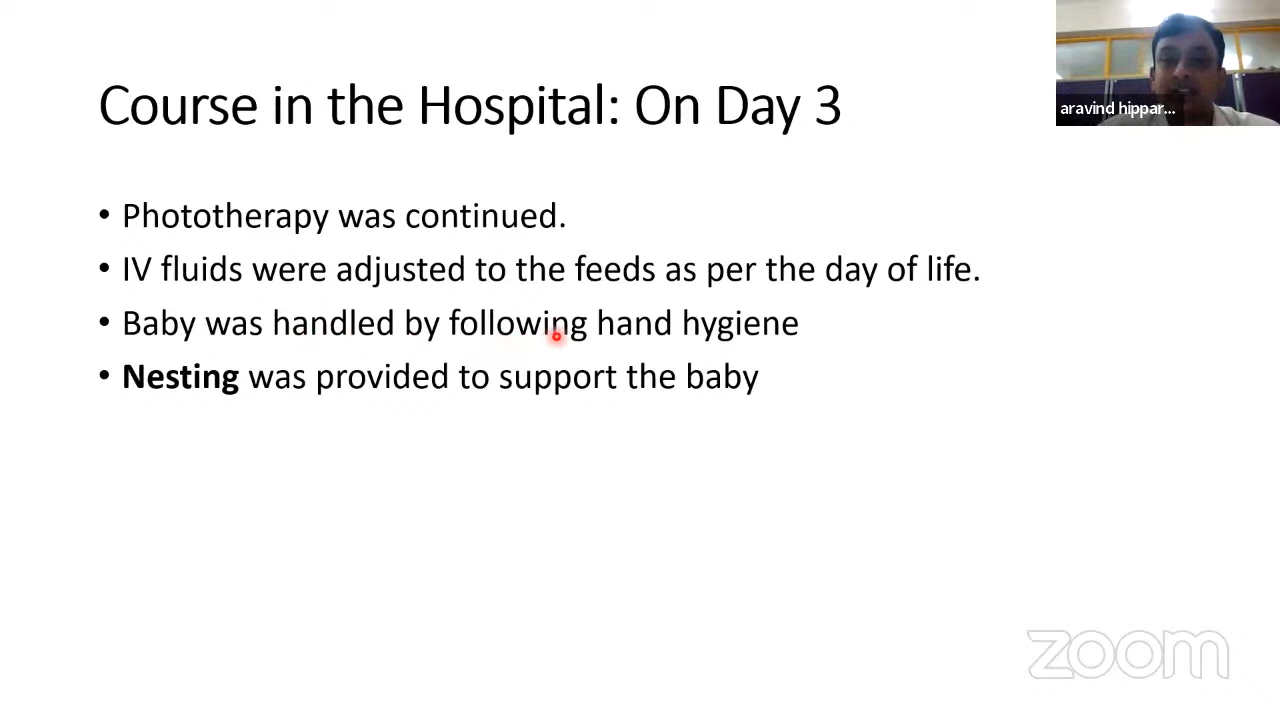 Course in the Hospital: On Day 3
aravind hippar...
• Phototherapy was continued.
• IV fluids were adjusted to the feeds as per the day of life.
• Baby was handled by following hand hygiene
• Nesting was provided to support the baby
zoom